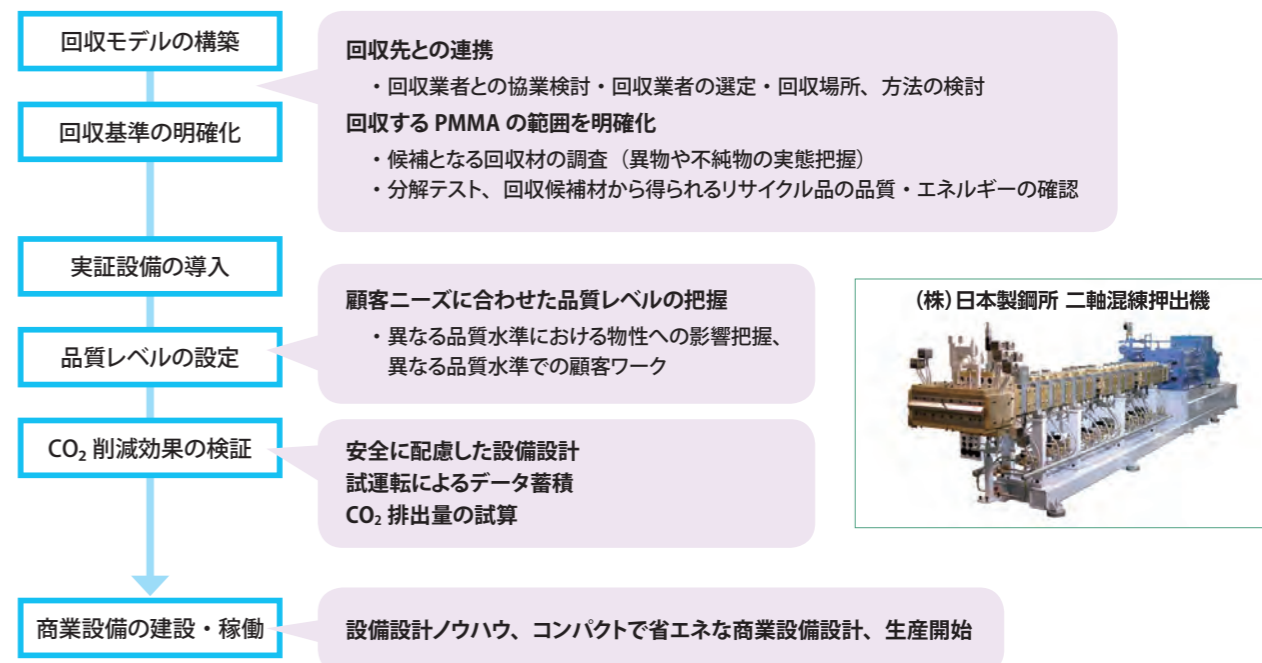 回収モデルの構築
回収基準の明確化
回収先との連携
・回収業者との協業検討・回収業者の選定・回収場所、方法の検討
回収する PMMA の範囲を明確化
・候補となる回収材の調査（異物や不純物の実態把握）
・分解テスト、回収候補材から得られるリサイクル品の品質・エネルギーの確認
実証設備の導入
品質レベルの設定
顧客ニーズに合わせた品質レベルの把握
・異なる品質水準における物性への影響把握、
異なる品質水準での顧客ワーク
(株)日本製鋼所 二軸混練押出機
CO₂ 削減効果の検証
安全に配慮した設備設計
試運転によるデータ蓄積
CO₂ 排出量の試算
商業設備の建設・稼働
設備設計ノウハウ、コンパクトで省エネな商業設備設計、生産開始